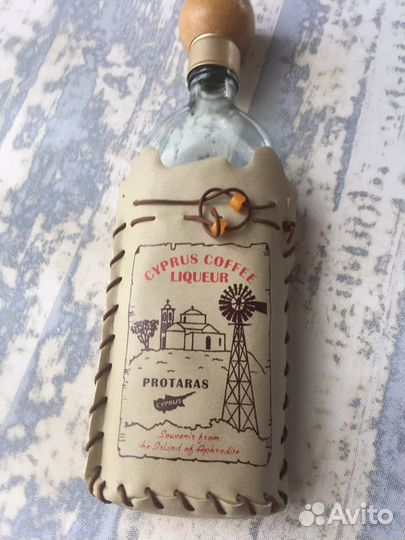 CYPRUS COFFEE
LIQUEUR
PROTARAS
CYPRUS
Souvenir from
the Island of Aphrodite
Avito